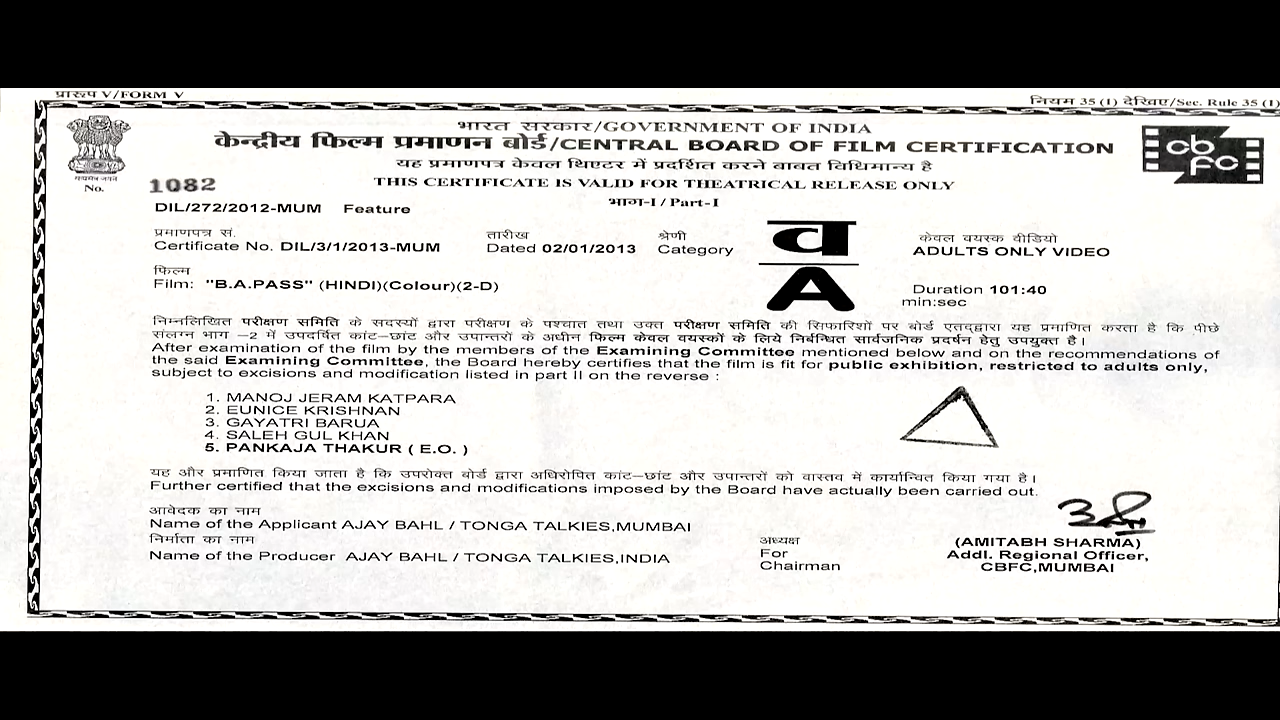 प्रारूप V/FORM V
नियम 35 (1) देखिए/Sec. Rule 35 (1)
भारत सरकार/GOVERNMENT OF INDIA
केन्द्रीय फिल्म प्रमाणन बोर्ड/CENTRAL BOARD OF FILM CERTIFICATION
यह प्रमाणपत्र केवल थिएटर में प्रदर्शित करने बाबत विधिमान्य है
सत्यमेव जयते
cb
fc
No. 1082
THIS CERTIFICATE IS VALID FOR THEATRICAL RELEASE ONLY
भाग-I / Part-I
DIL/272/2012-MUM Feature
प्रमाणपत्र सं. तारीख श्रेणी व केवल वयस्क वीडियो
Certificate No. DIL/3/1/2013-MUM Dated 02/01/2013 Category ADULTS ONLY VIDEO
फिल्म
Film: "B.A.PASS" (HINDI)(Colour)(2-D) A Duration 101:40
min:sec
निम्नलिखित परीक्षण समिति के सदस्यों द्वारा परीक्षण के पश्चात तथा उक्त परीक्षण समिति की सिफारिशों पर बोर्ड एतद्द्वारा यह प्रमाणित करता है कि पीछे
संलग्न भाग -2 में उपदर्शित कांट-छांट और उपान्तरों के अधीन फिल्म केवल वयस्कों के लिये निर्बन्धित सार्वजनिक प्रदर्शन हेतु उपयुक्त है।
After examination of the film by the members of the Examining Committee mentioned below and on the recommendations of
the said Examining Committee, the Board hereby certifies that the film is fit for public exhibition, restricted to adults only,
subject to excisions and modification listed in part II on the reverse :
1. MANOJ JERAM KATPARA
2. EUNICE KRISHNAN
3. GAYATRI BARUA
4. SALEH GUL KHAN
5. PANKAJA THAKUR ( E.O. )
यह और प्रमाणित किया जाता है कि उपरोक्त बोर्ड द्वारा अधिरोपित कांट-छांट और उपान्तरों को वास्तव में कार्यान्वित किया गया है।
Further certified that the excisions and modifications imposed by the Board have actually been carried out.
आवेदक का नाम
Name of the Applicant AJAY BAHL / TONGA TALKIES,MUMBAI
निर्माता का नाम
Name of the Producer AJAY BAHL / TONGA TALKIES,INDIA
अध्यक्ष
For
Chairman
(AMITABH SHARMA)
Addl. Regional Officer,
CBFC,MUMBAI